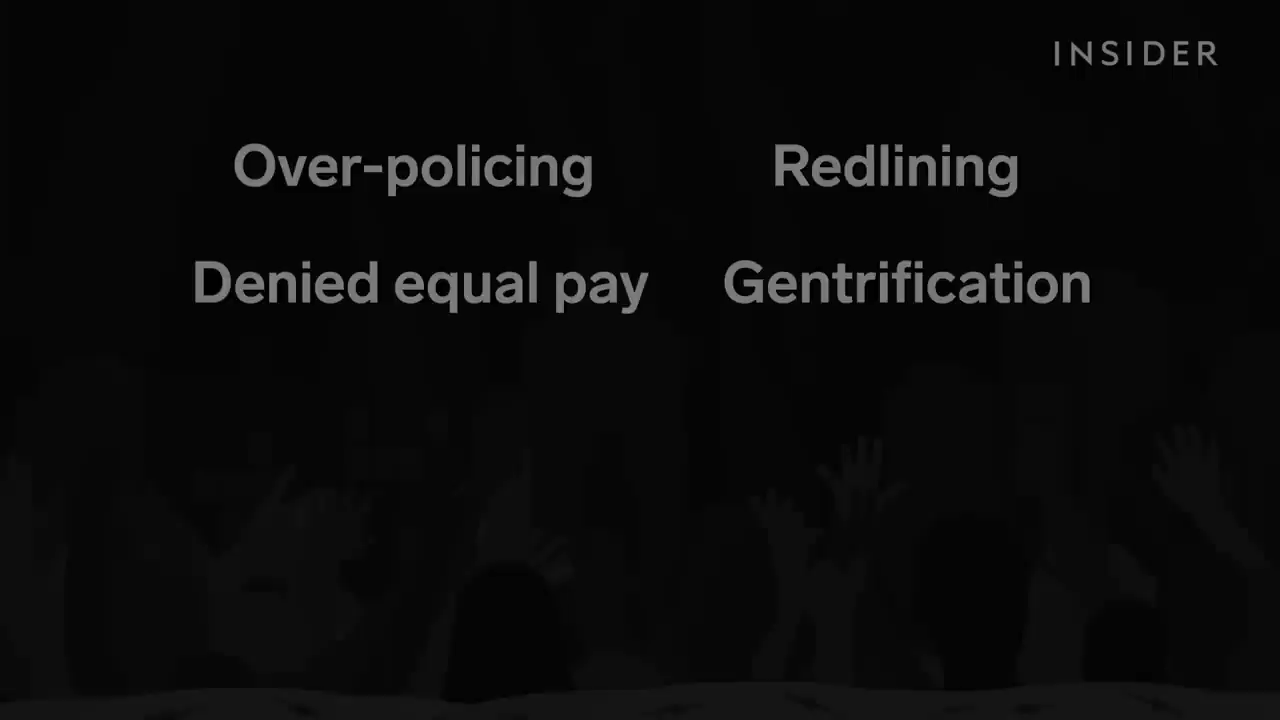 INSIDER
Over-policing
Redlining
Denied equal pay
Gentrification